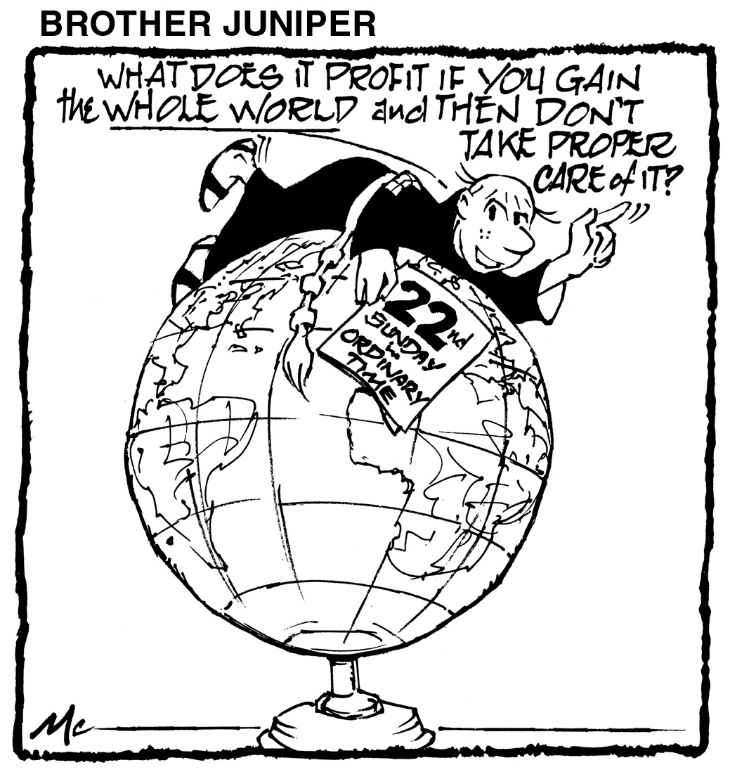 BROTHER JUNIPER
WHAT DOES IT PROFIT IF YOU GAIN
the WHOLE WORLD and THEN DON'T
TAKE PROPER
CARE of IT?
22nd
SUNDAY
in
ORDINARY
TIME
Mc